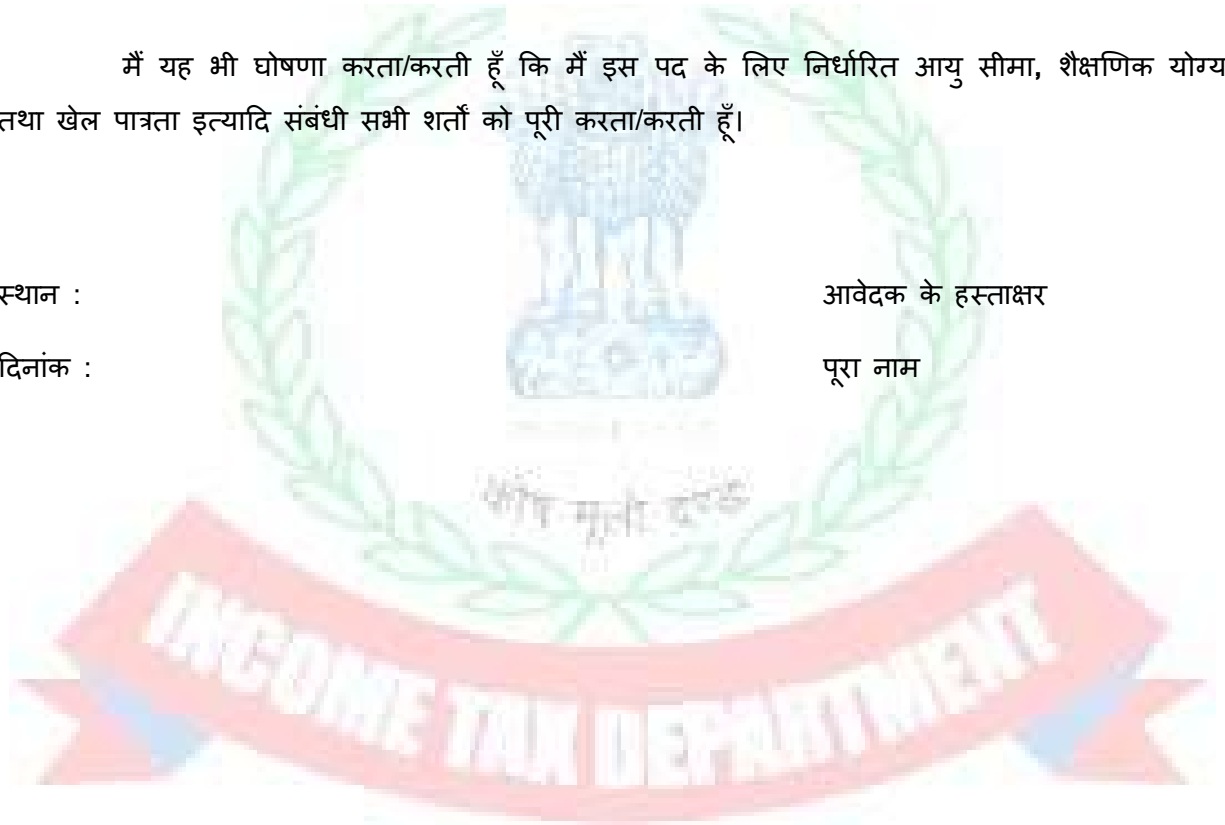 मैं यह भी घोषणा करता/करती हूँ कि मैं इस पद के लिए निर्धारित आयु सीमा, शैक्षणिक योग्य
तथा खेल पात्रता इत्यादि संबंधी सभी शर्तों को पूरी करता/करती हूँ।
स्थान : आवेदक के हस्ताक्षर
दिनांक : पूरा नाम
कोष मूलो दण्ड
INCOME TAX DEPARTMENT